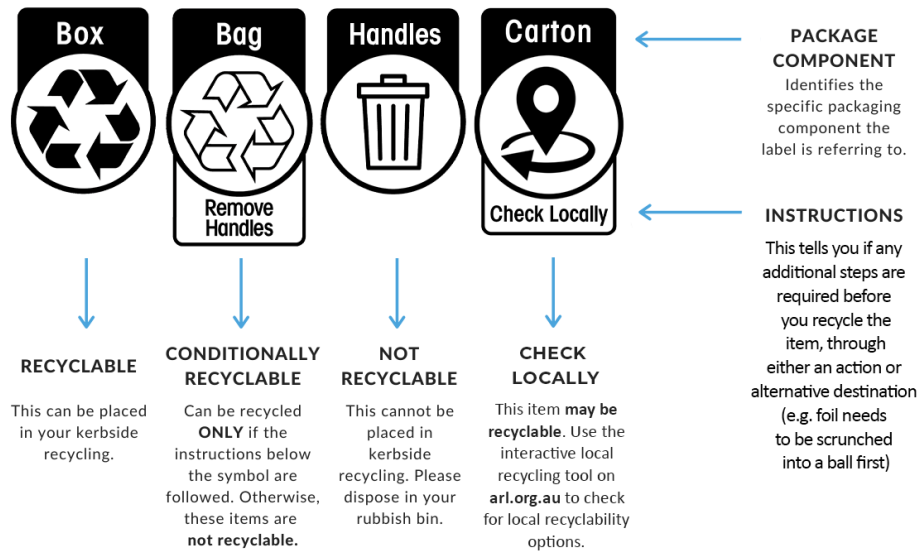 Box
Bag
Remove
Handles
Handles
Carton
Check Locally
PACKAGE
COMPONENT
Identifies the
specific packaging
component the
label is referring to.
INSTRUCTIONS
This tells you if any
additional steps are
required before
you recycle the
item, through
either an action or
alternative destination
(e.g. foil needs
to be scrunched
into a ball first)
RECYCLABLE
This can be placed
in your kerbside
recycling.
CONDITIONALLY
RECYCLABLE
Can be recycled
ONLY if the
instructions below
the symbol are
followed. Otherwise,
these items are
not recyclable.
NOT
RECYCLABLE
This cannot be
placed in
kerbside
recycling. Please
dispose in your
rubbish bin.
CHECK
LOCALLY
This item may be
recyclable. Use the
interactive local
recycling tool on
arl.org.au to check
for local recyclability
options.